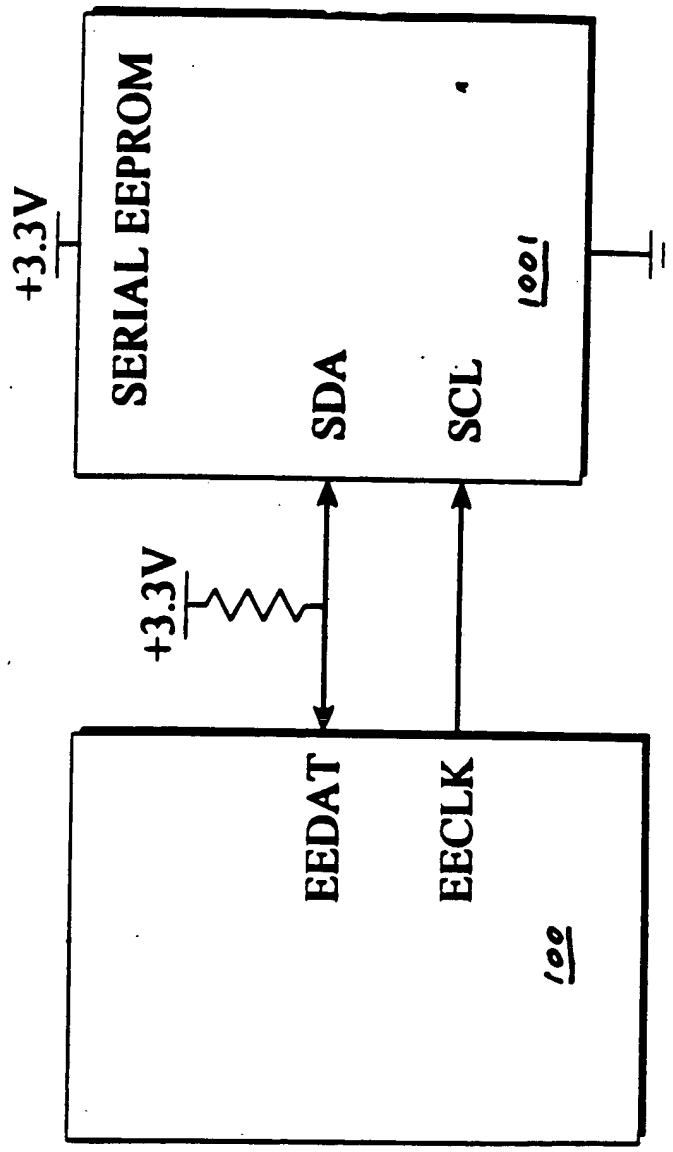 +3.3V
SERIAL EEPROM
+3.3V
EEDAT
SDA
EECLK
SCL
100
1001